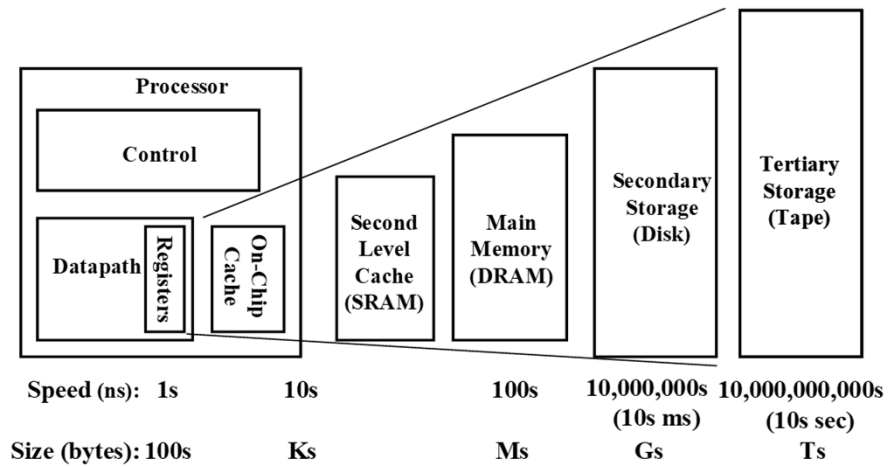 Processor
Control
Datapath
Registers
On-Chip
Cache
Second
Level
Cache
(SRAM)
Main
Memory
(DRAM)
Secondary
Storage
(Disk)
Tertiary
Storage
(Tape)
Speed (ns): 1s 10s 100s 10,000,000s 10,000,000,000s
(10s ms) (10s sec)
Size (bytes): 100s Ks Ms Gs Ts